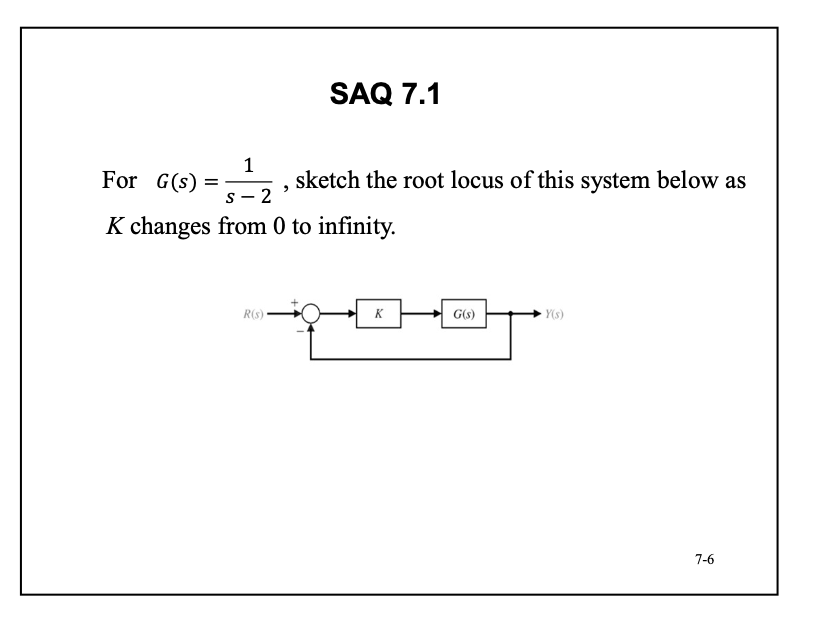 SAQ 7.1
For G(s) = 1 / (s − 2) , sketch the root locus of this system below as
K changes from 0 to infinity.
R(s) + − K G(s) Y(s)
7-6